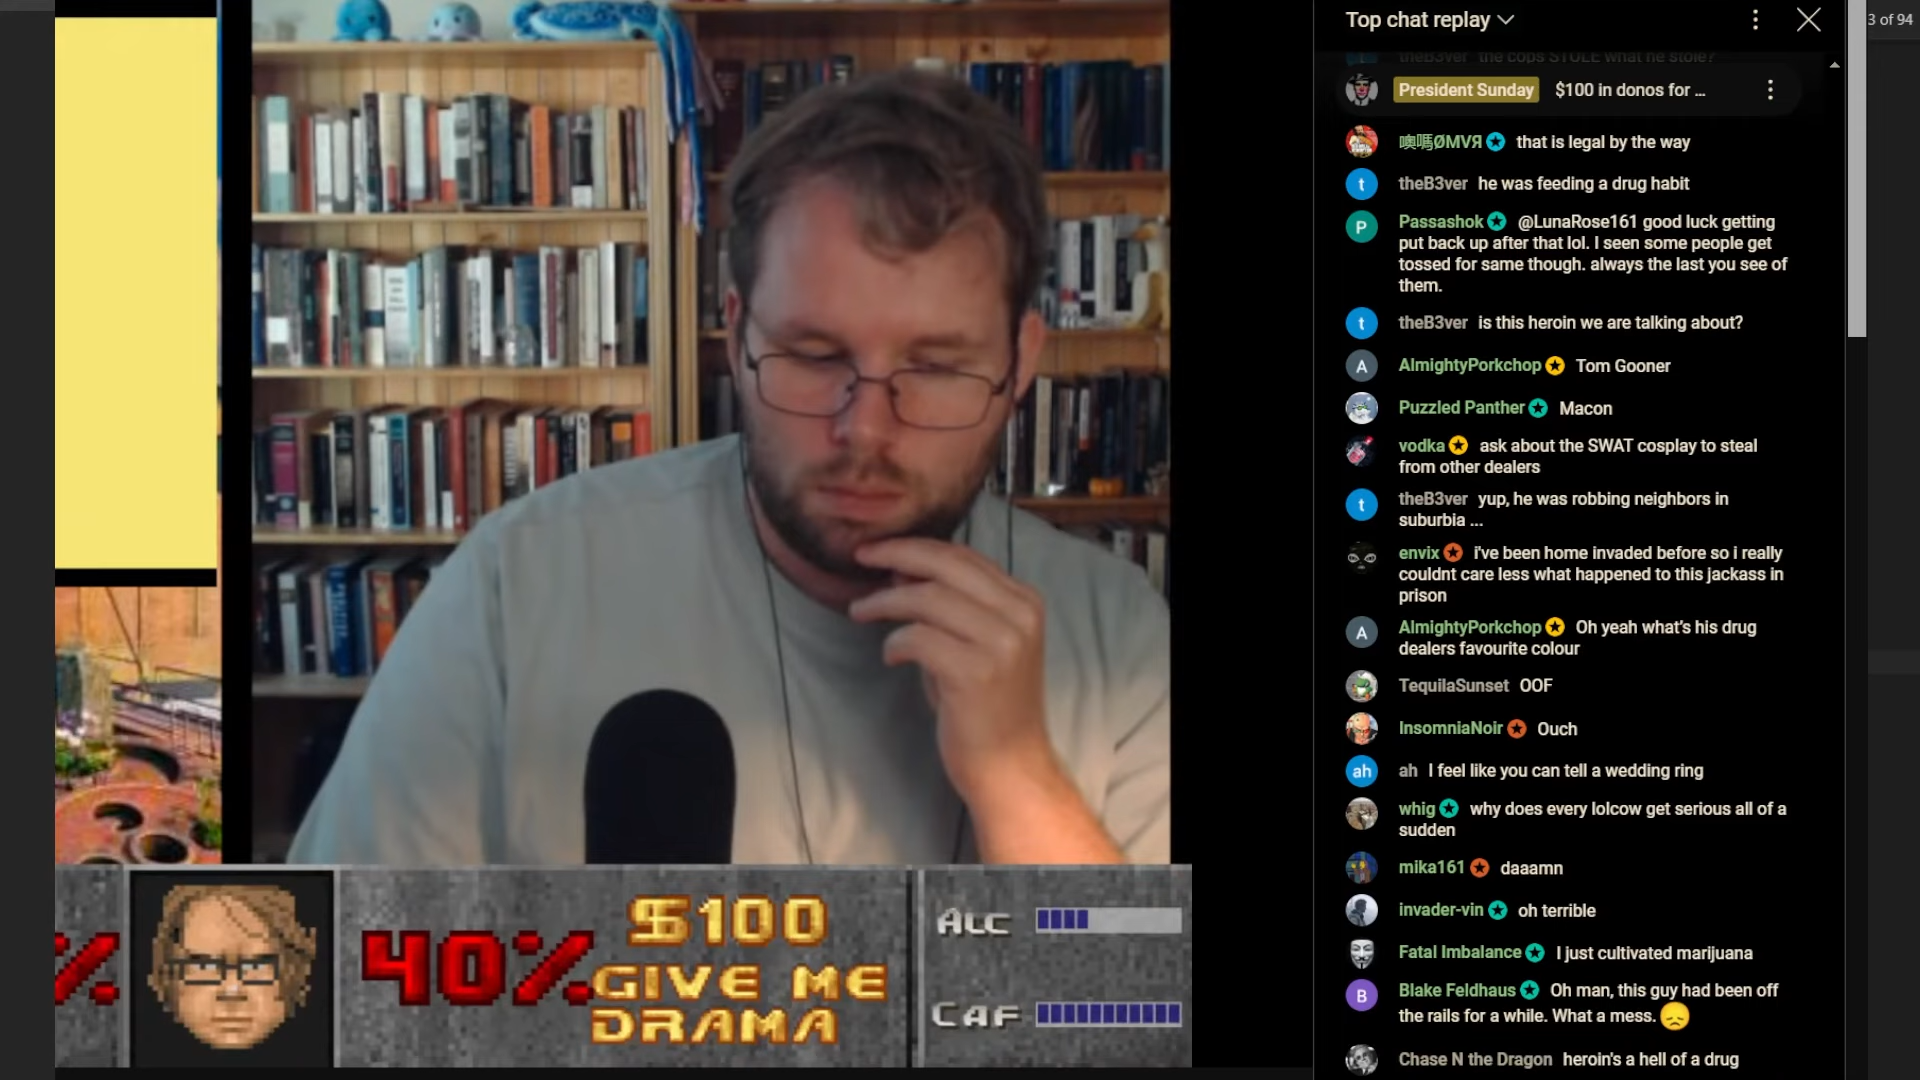 Top chat replay
3 of 94
theB3ver the cops STOLE what he stole?
President Sunday $100 in donos for ...
噢嗎ØMVЯ that is legal by the way
t
theB3ver he was feeding a drug habit
P
Passashok @LunaRose161 good luck getting
put back up after that lol. I seen some people get
tossed for same though. always the last you see of
them.
t
theB3ver is this heroin we are talking about?
A
AlmightyPorkchop Tom Gooner
Puzzled Panther Macon
vodka ask about the SWAT cosplay to steal
from other dealers
t
theB3ver yup, he was robbing neighbors in
suburbia ...
envix i've been home invaded before so i really
couldnt care less what happened to this jackass in
prison
A
AlmightyPorkchop Oh yeah what's his drug
dealers favourite colour
TequilaSunset OOF
InsomniaNoir Ouch
ah
ah I feel like you can tell a wedding ring
whig why does every lolcow get serious all of a
sudden
mika161 daaamn
invader-vin oh terrible
Fatal Imbalance I just cultivated marijuana
B
Blake Feldhaus Oh man, this guy had been off
the rails for a while. What a mess. 😞
Chase N the Dragon heroin's a hell of a drug
%
40%
$100
GIVE ME
DRAMA
ALC
CAF